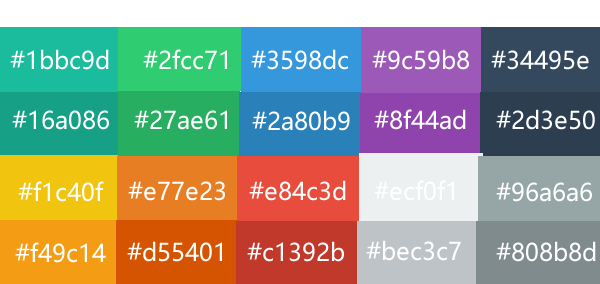 #1bbc9d #2fcc71 #3598dc #9c59b8 #34495e
#16a086 #27ae61 #2a80b9 #8f44ad #2d3e50
#f1c40f #e77e23 #e84c3d #ecf0f1 #96a6a6
#f49c14 #d55401 #c1392b #bec3c7 #808b8d